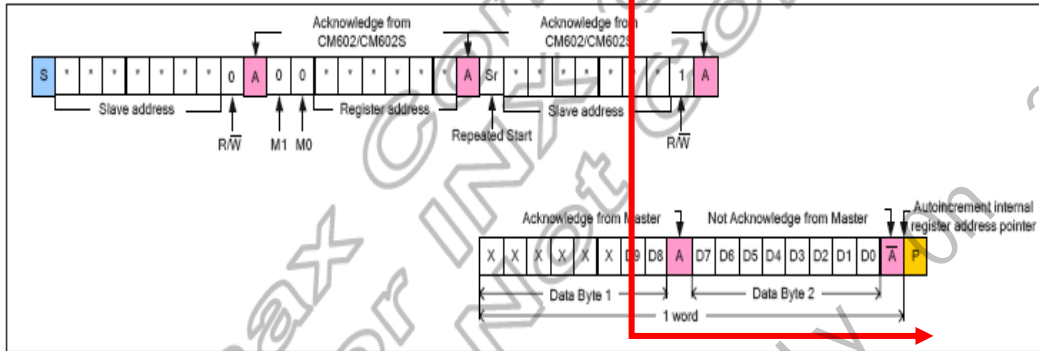 Acknowledge from CM602/CM602S
Acknowledge from CM602/CM602S
S * * * * * * * 0 A 0 0 * * * * * * A Sr * * * * * * * 1 A
Slave address
Register address
Slave address
R/W̅
M1
M0
Repeated Start
R/W̅
Acknowledge from Master
Not Acknowledge from Master
Autoincrement internal
register address pointer
X X X X X X D9 D8 A D7 D6 D5 D4 D3 D2 D1 D0 A̅ P
Data Byte 1
Data Byte 2
1 word